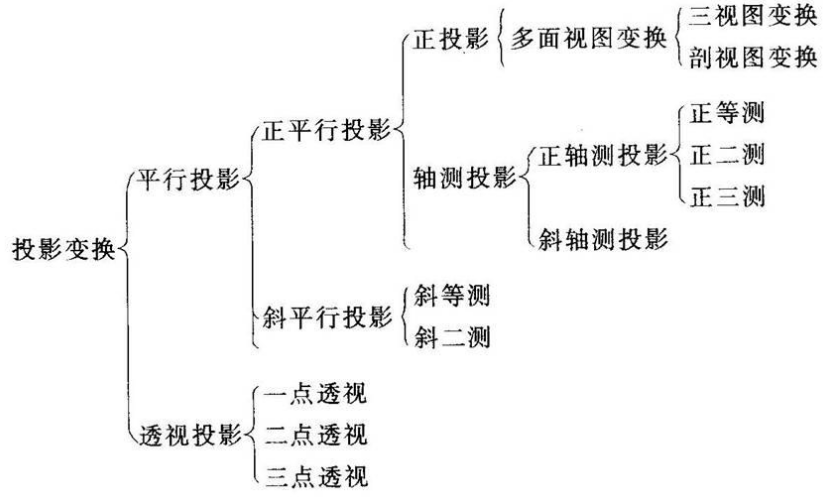 投影变换
平行投影
正平行投影
正投影
多面视图变换
三视图变换
剖视图变换
轴测投影
正轴测投影
正等测
正二测
正三测
斜轴测投影
斜平行投影
斜等测
斜二测
透视投影
一点透视
二点透视
三点透视